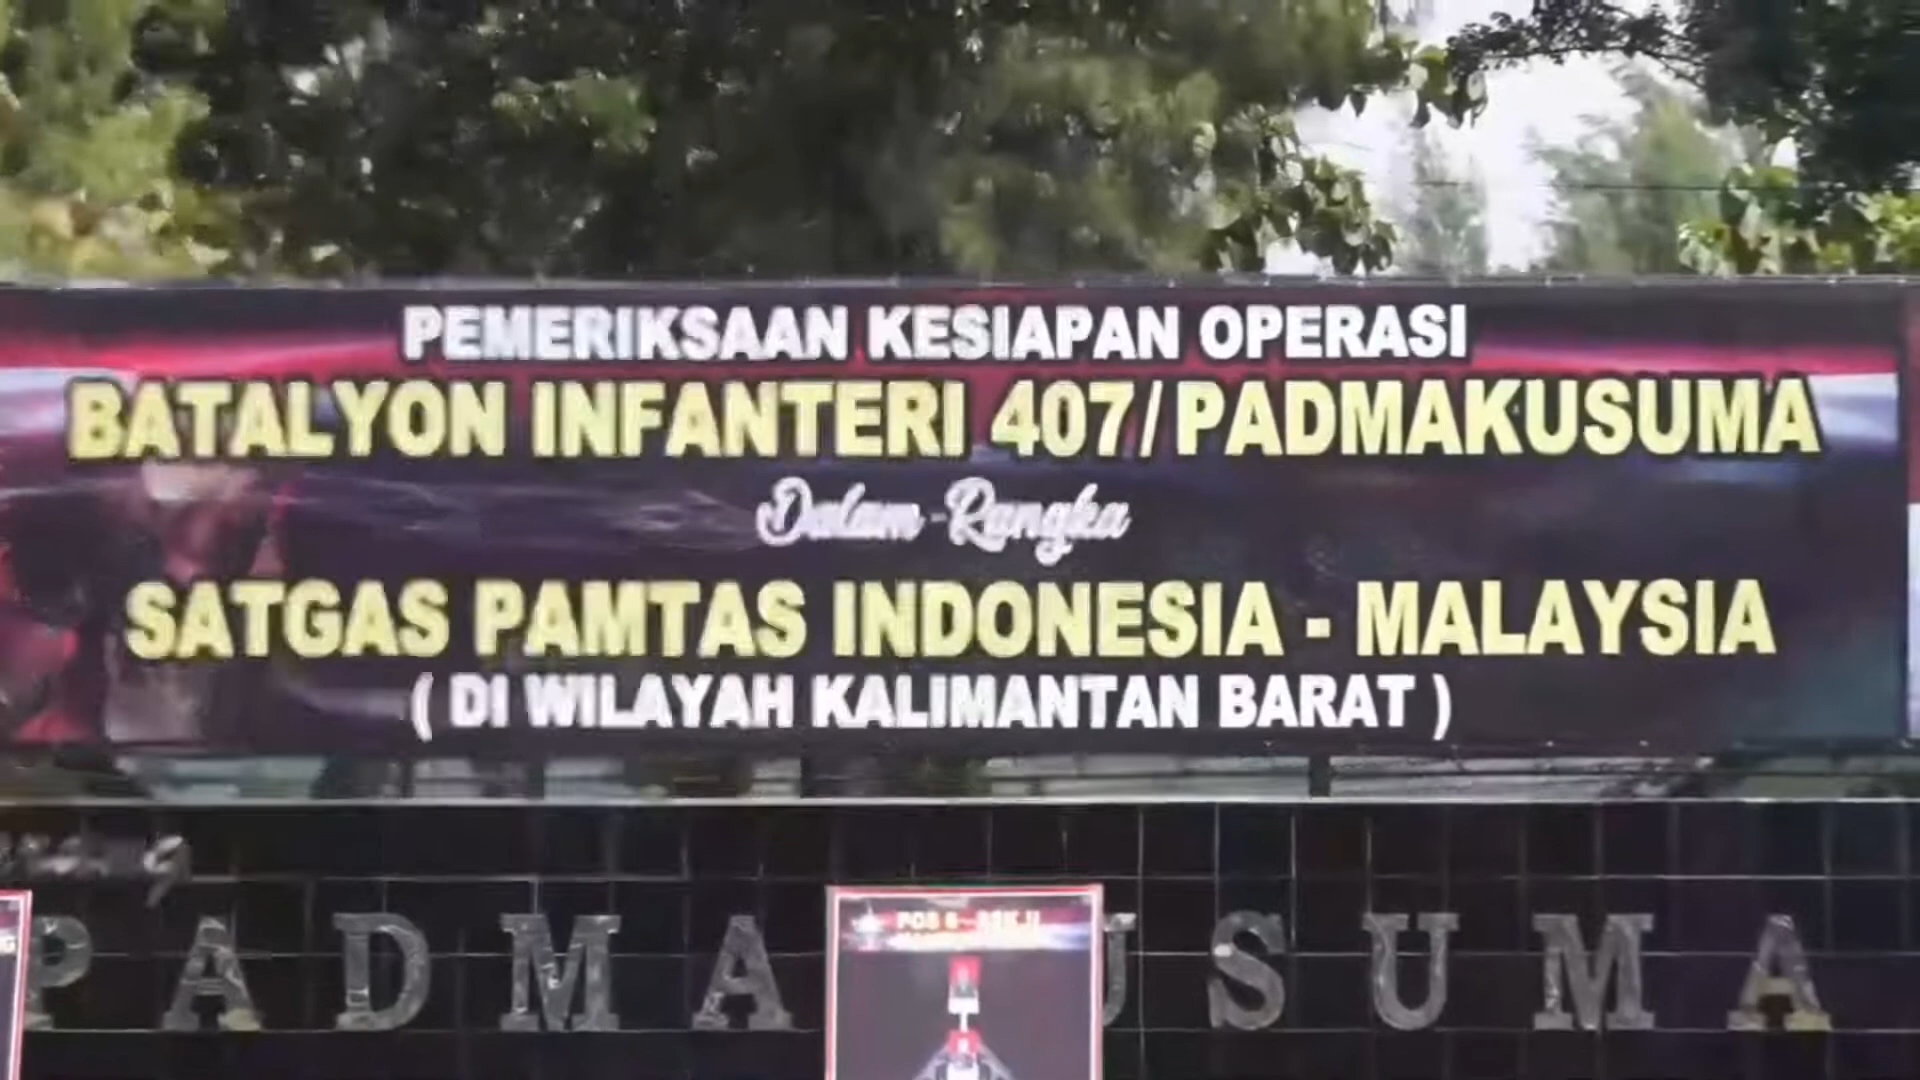 PEMERIKSAAN KESIAPAN OPERASI
BATALYON INFANTERI 407/PADMAKUSUMA
Dalam Rangka
SATGAS PAMTAS INDONESIA - MALAYSIA
( DI WILAYAH KALIMANTAN BARAT )
PADMA USUMA